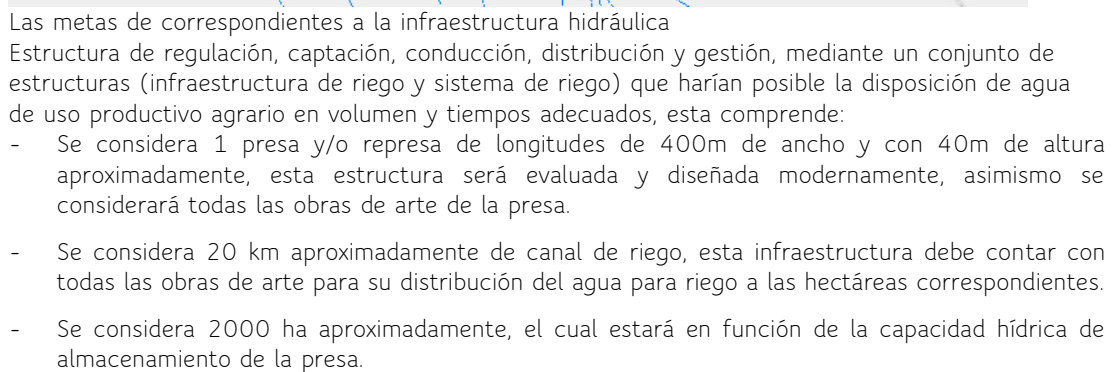 Las metas de correspondientes a la infraestructura hidráulica
Estructura de regulación, captación, conducción, distribución y gestión, mediante un conjunto de
estructuras (infraestructura de riego y sistema de riego) que harían posible la disposición de agua
de uso productivo agrario en volumen y tiempos adecuados, esta comprende:
- Se considera 1 presa y/o represa de longitudes de 400m de ancho y con 40m de altura
aproximadamente, esta estructura será evaluada y diseñada modernamente, asimismo se
considerará todas las obras de arte de la presa.
- Se considera 20 km aproximadamente de canal de riego, esta infraestructura debe contar con
todas las obras de arte para su distribución del agua para riego a las hectáreas correspondientes.
- Se considera 2000 ha aproximadamente, el cual estará en función de la capacidad hídrica de
almacenamiento de la presa.